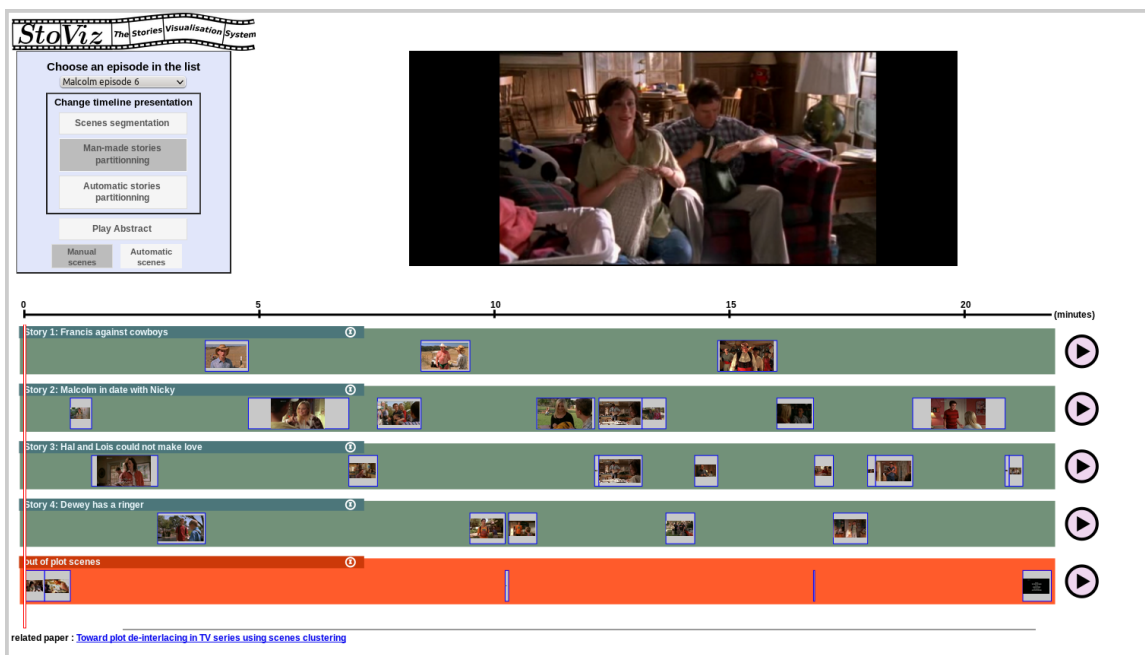 StoViz The Stories Visualisation System
Choose an episode in the list
Malcolm episode 6
Change timeline presentation
Scenes segmentation
Man-made stories
partitionning
Automatic stories
partitionning
Play Abstract
Manual
scenes
Automatic
scenes
0 5 10 15 20
(minutes)
Story 1: Francis against cowboys
Story 2: Malcolm in date with Nicky
Story 3: Hal and Lois could not make love
Story 4: Dewey has a ringer
out of plot scenes
related paper : Toward plot de-interlacing in TV series using scenes clustering